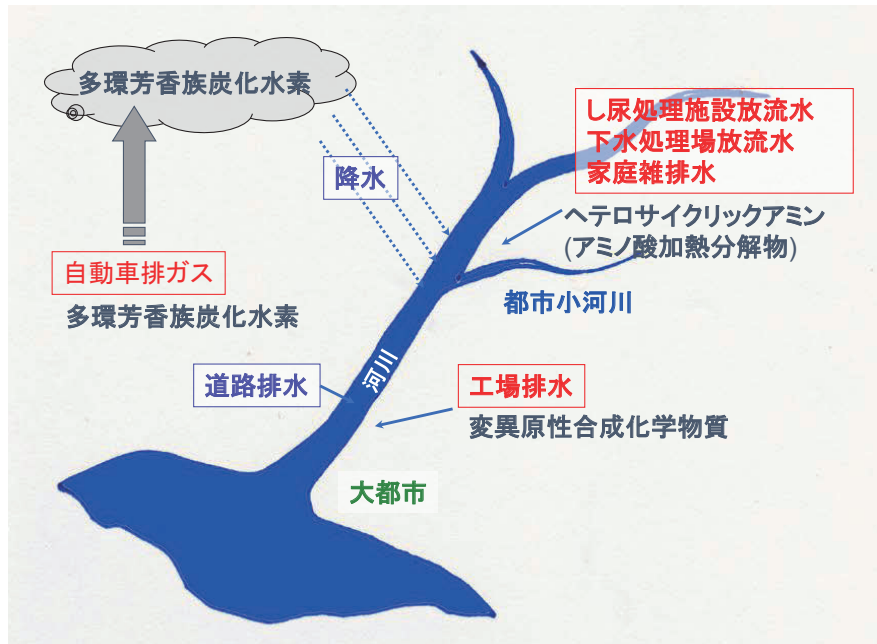 多環芳香族炭化水素
し尿処理施設放流水
下水処理場放流水
家庭雑排水
降水
ヘテロサイクリックアミン
(アミノ酸加熱分解物)
自動車排ガス
多環芳香族炭化水素
都市小河川
河川
道路排水
工場排水
変異原性合成化学物質
大都市